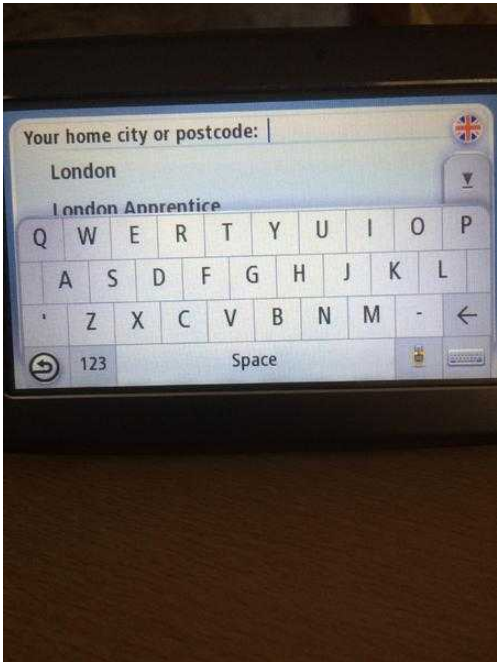 Your home city or postcode:
London
London Apprentice
Q W E R T Y U I O P
A S D F G H J K L
' Z X C V B N M - ←
123 Space